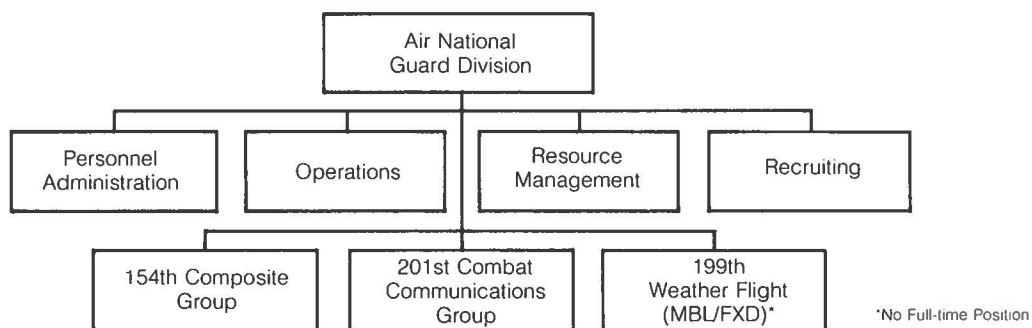 Air National
Guard Division
Personnel
Administration
Operations
Resource
Management
Recruiting
154th Composite
Group
201st Combat
Communications
Group
199th
Weather Flight
(MBL/FXD)*
*No Full-time Position